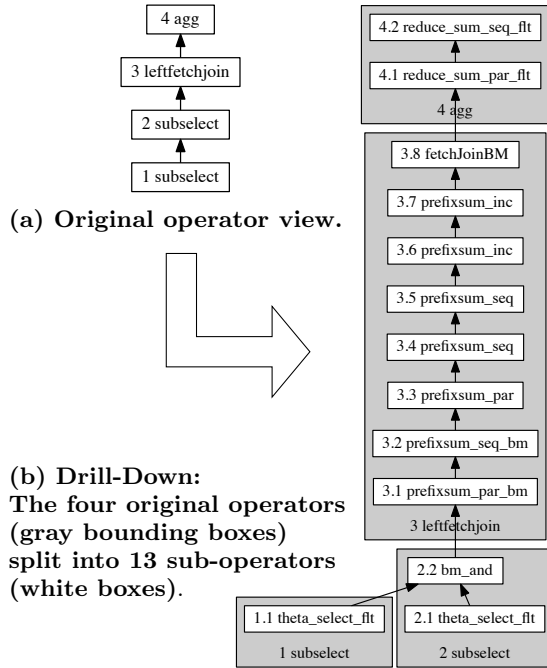 4 agg
3 leftfetchjoin
2 subselect
1 subselect
(a) Original operator view.
4.2 reduce_sum_seq_flt
4.1 reduce_sum_par_flt
4 agg
3.8 fetchJoinBM
3.7 prefixsum_inc
3.6 prefixsum_inc
3.5 prefixsum_seq
3.4 prefixsum_seq
3.3 prefixsum_par
3.2 prefixsum_seq_bm
3.1 prefixsum_par_bm
3 leftfetchjoin
(b) Drill-Down:
The four original operators
(gray bounding boxes)
split into 13 sub-operators
(white boxes).
2.2 bm_and
1.1 theta_select_flt
2.1 theta_select_flt
1 subselect
2 subselect